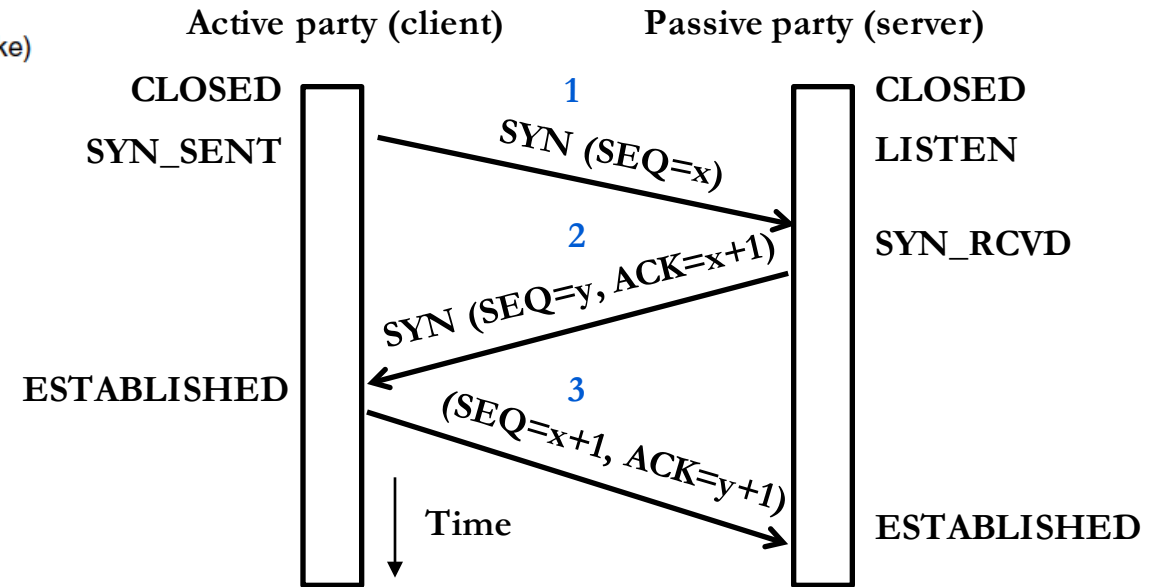 Active party (client)
Passive party (server)
ke)
CLOSED
1
CLOSED
SYN_SENT
SYN (SEQ=x)
LISTEN
2
SYN_RCVD
SYN (SEQ=y, ACK=x+1)
ESTABLISHED
3
(SEQ=x+1, ACK=y+1)
Time
ESTABLISHED